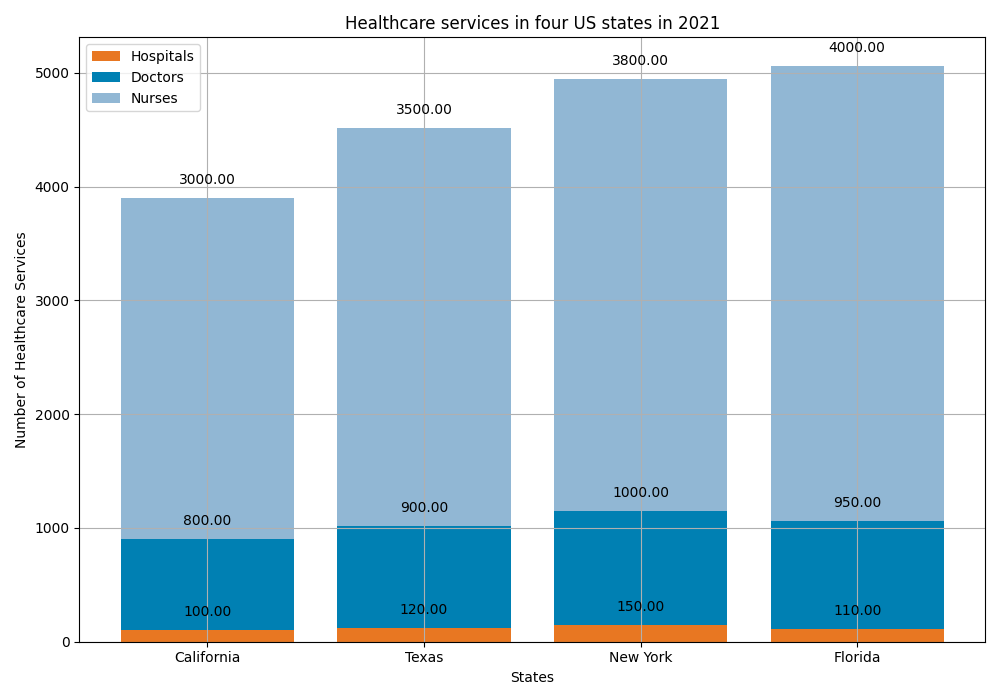 Healthcare services in four US states in 2021
Hospitals
Doctors
Nurses
Number of Healthcare Services
5000
4000
3000
2000
1000
0
3000.00
3500.00
3800.00
4000.00
800.00
900.00
1000.00
950.00
100.00
120.00
150.00
110.00
California
Texas
New York
Florida
States